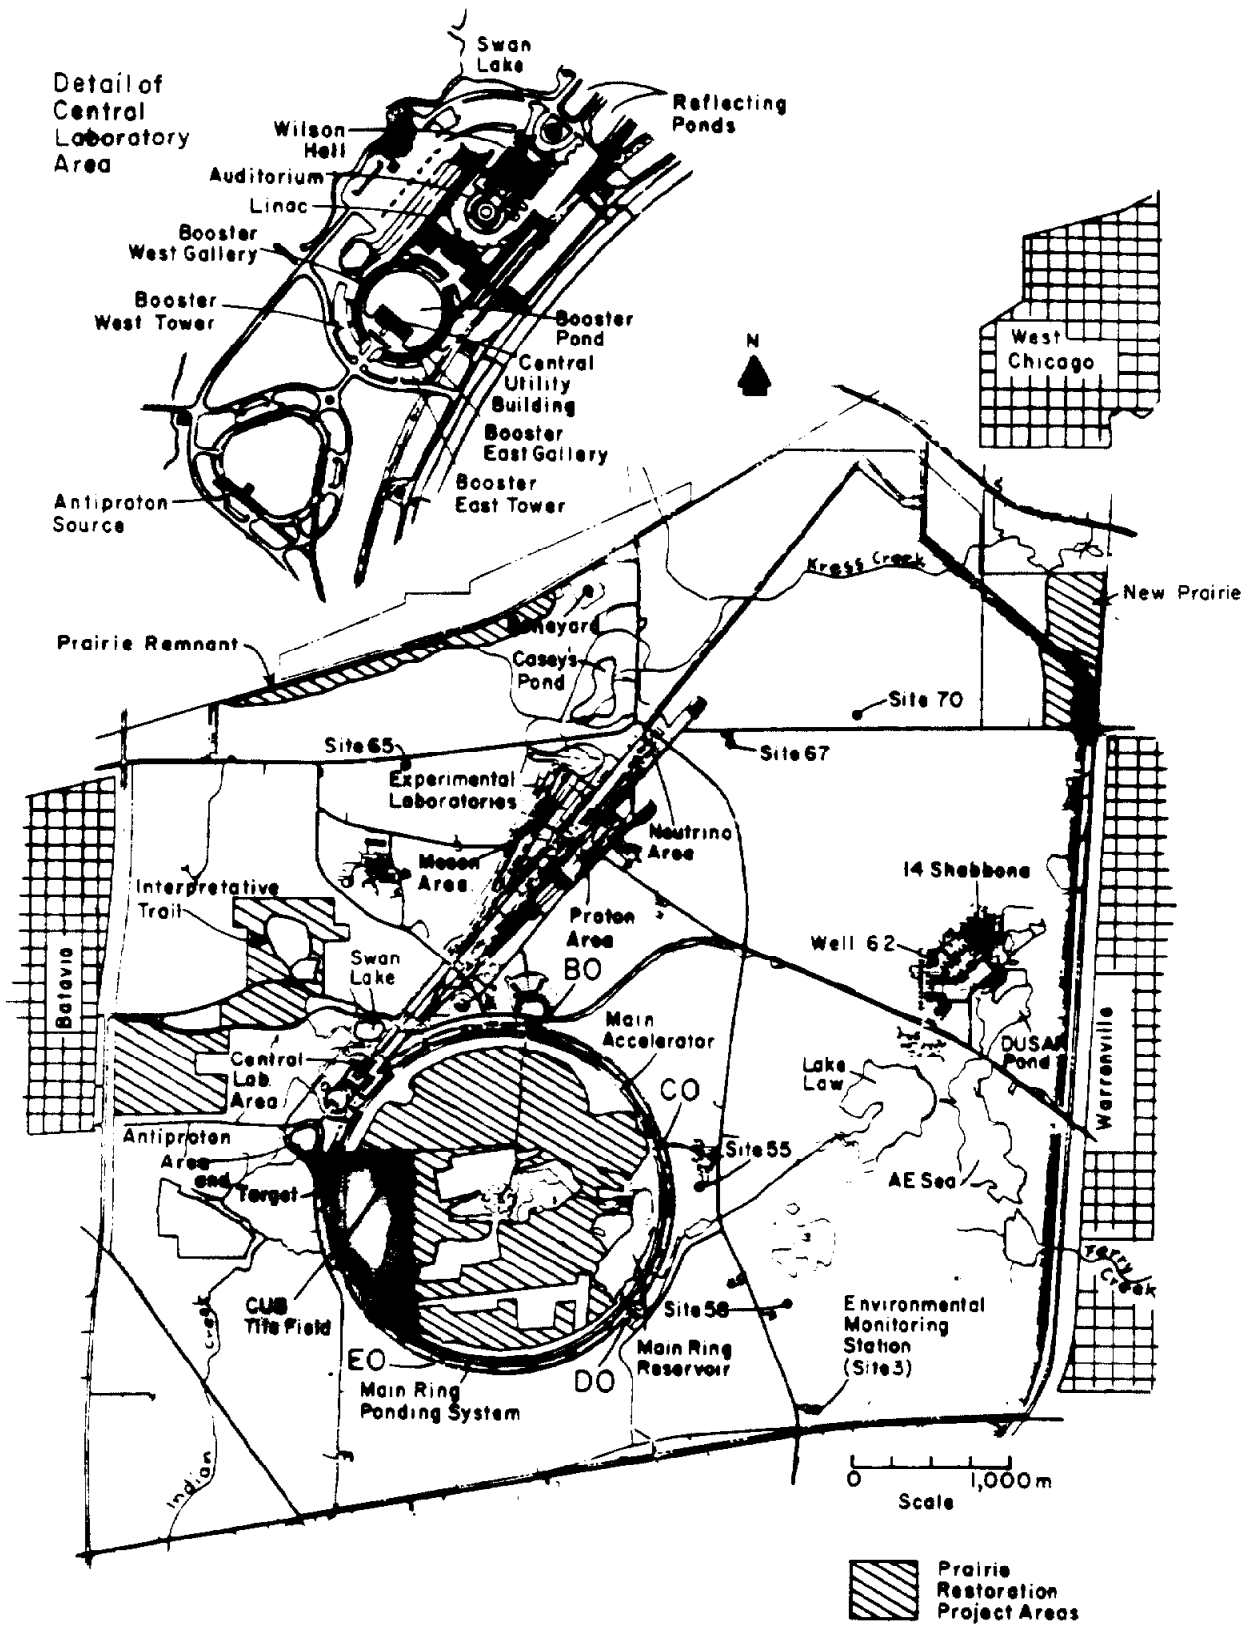 Detail of
Central
Laboratory
Area
Swan
Lake
Reflecting
Ponds
Wilson
Hall
Auditorium
Linac
Booster
West Gallery
Booster
West Tower
Booster
Pond
Central
Utility
Building
Booster
East Gallery
Booster
East Tower
Antiproton
Source
N
West
Chicago
Kress Creek
New Prairie
Prairie Remnant
Boneyard
Casey's
Pond
Site 70
Site 67
Site 65
Experimental
Laboratories
Neutrino
Area
Meson
Area
14 Shabbona
Interpretative
Trail
Proton
Area
Well 62
Swan
Lake
BO
Batavia
Main
Accelerator
DUSAF
Pond
Central
Lab.
Area
Lake
Law
CO
Warrenville
Antiproton
Area
and Target
Site 55
AE Sea
Ferry
Creek
CUB
Tile Field
Creek
Site 58
Environmental
Monitoring
Station
(Site 3)
EO
DO
Main Ring
Reservoir
Main Ring
Ponding System
Indian
0 1,000 m
Scale
Prairie
Restoration
Project Areas